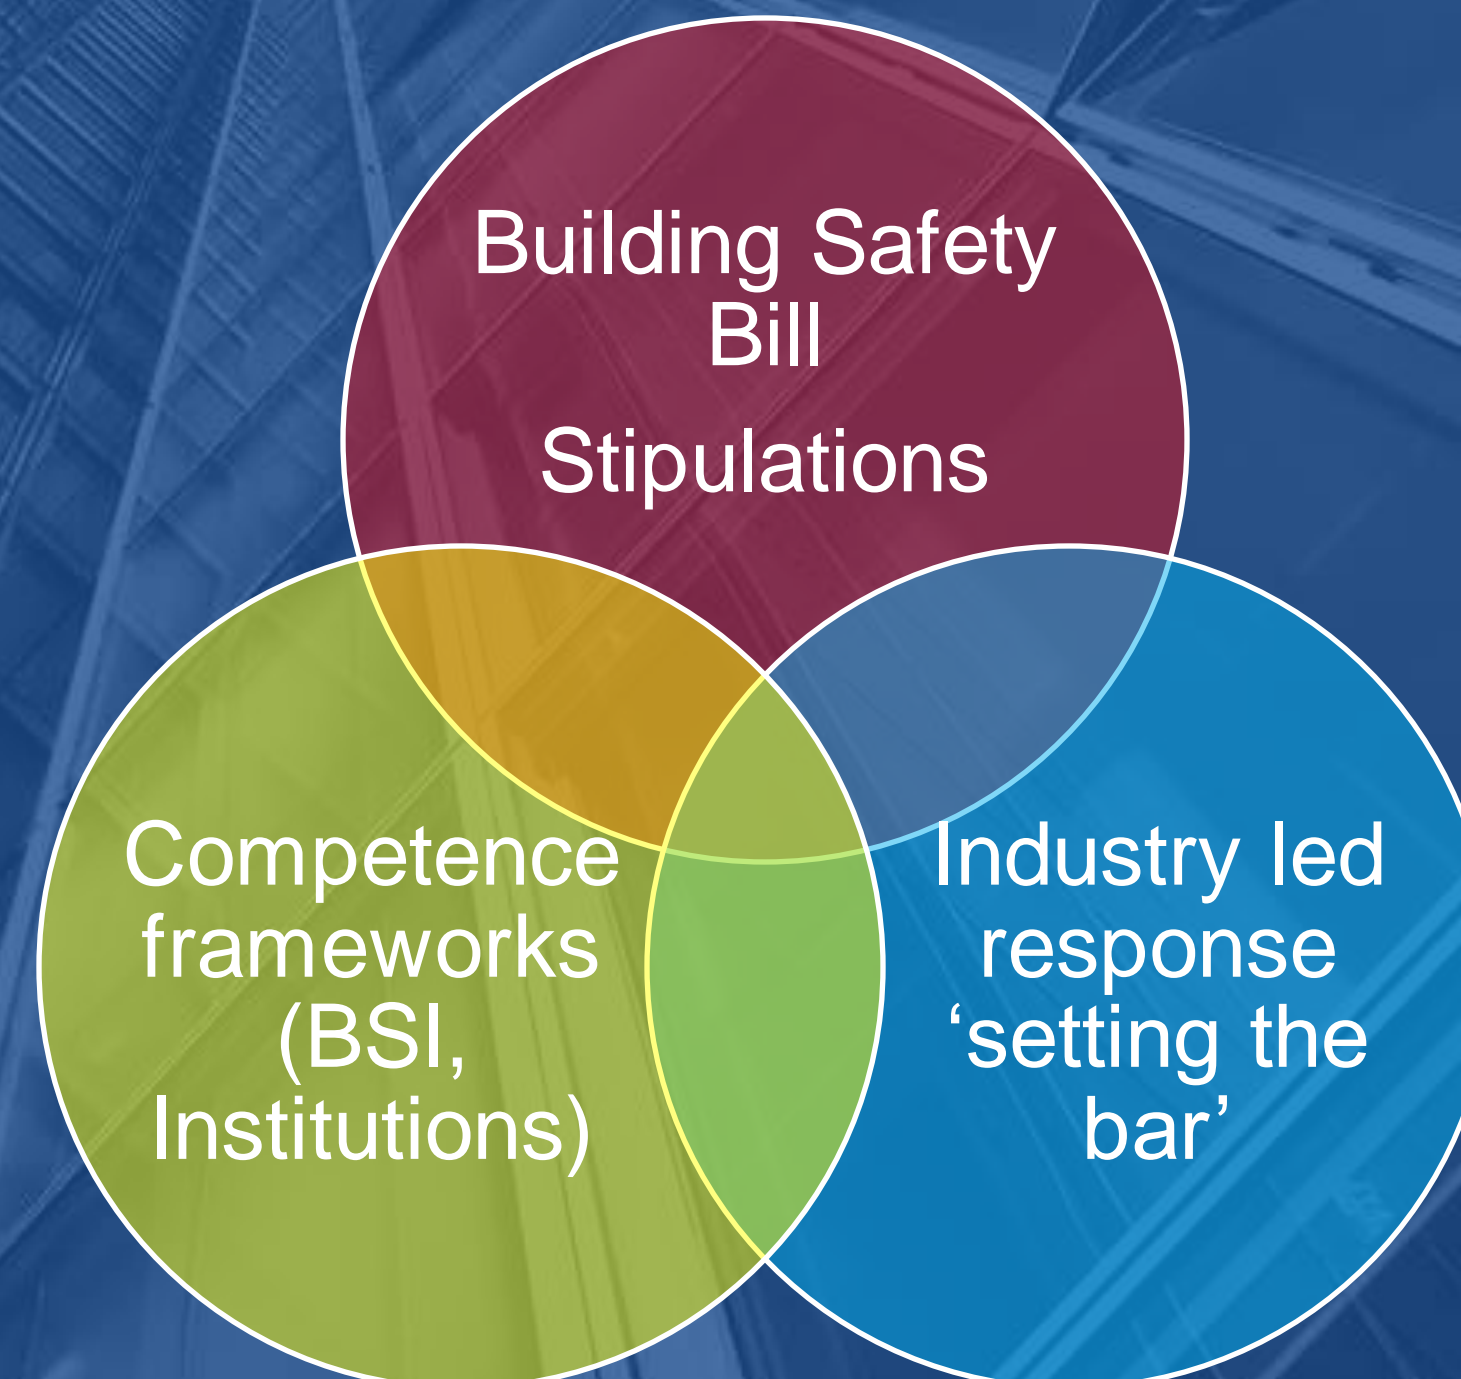 Building Safety
Bill
Stipulations
Competence
frameworks
(BSI,
Institutions)
Industry led
response
‘setting the
bar’